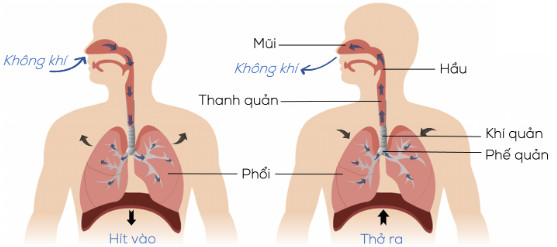 Không khí
Mũi
Không khí
Hầu
Thanh quản
Khí quản
Phế quản
Phổi
Hít vào
Thở ra